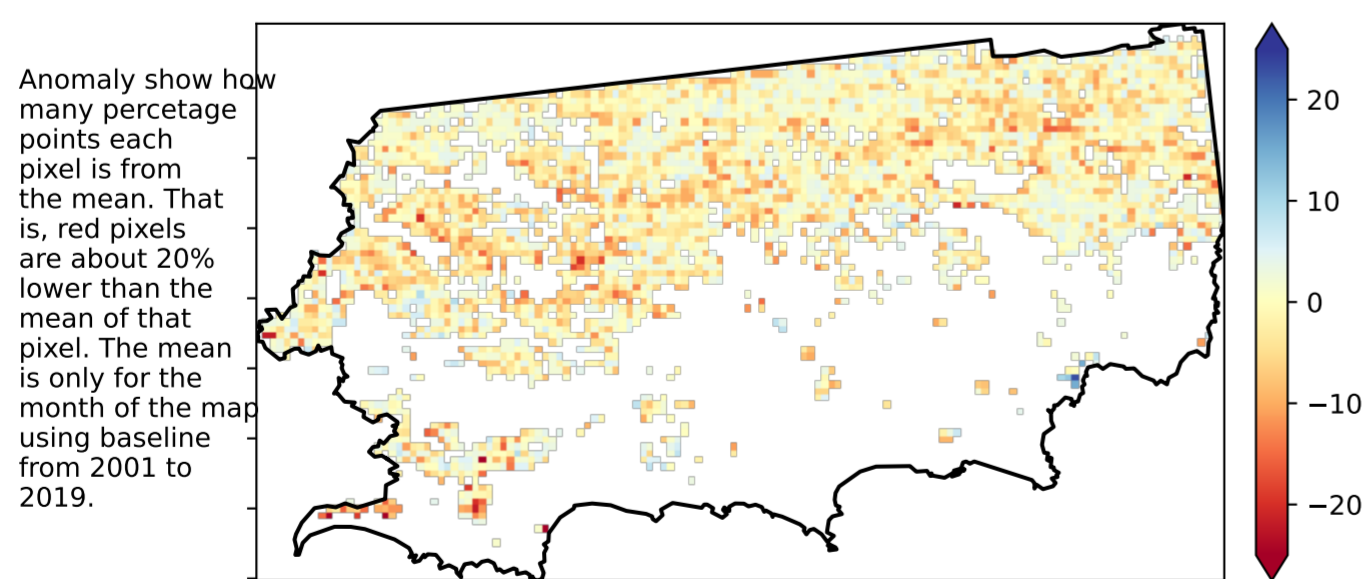 Anomaly show how
many percetage
points each
pixel is from
the mean. That
is, red pixels
are about 20%
lower than the
mean of that
pixel. The mean
is only for the
month of the map
using baseline
from 2001 to
2019.
20
10
0
−10
−20